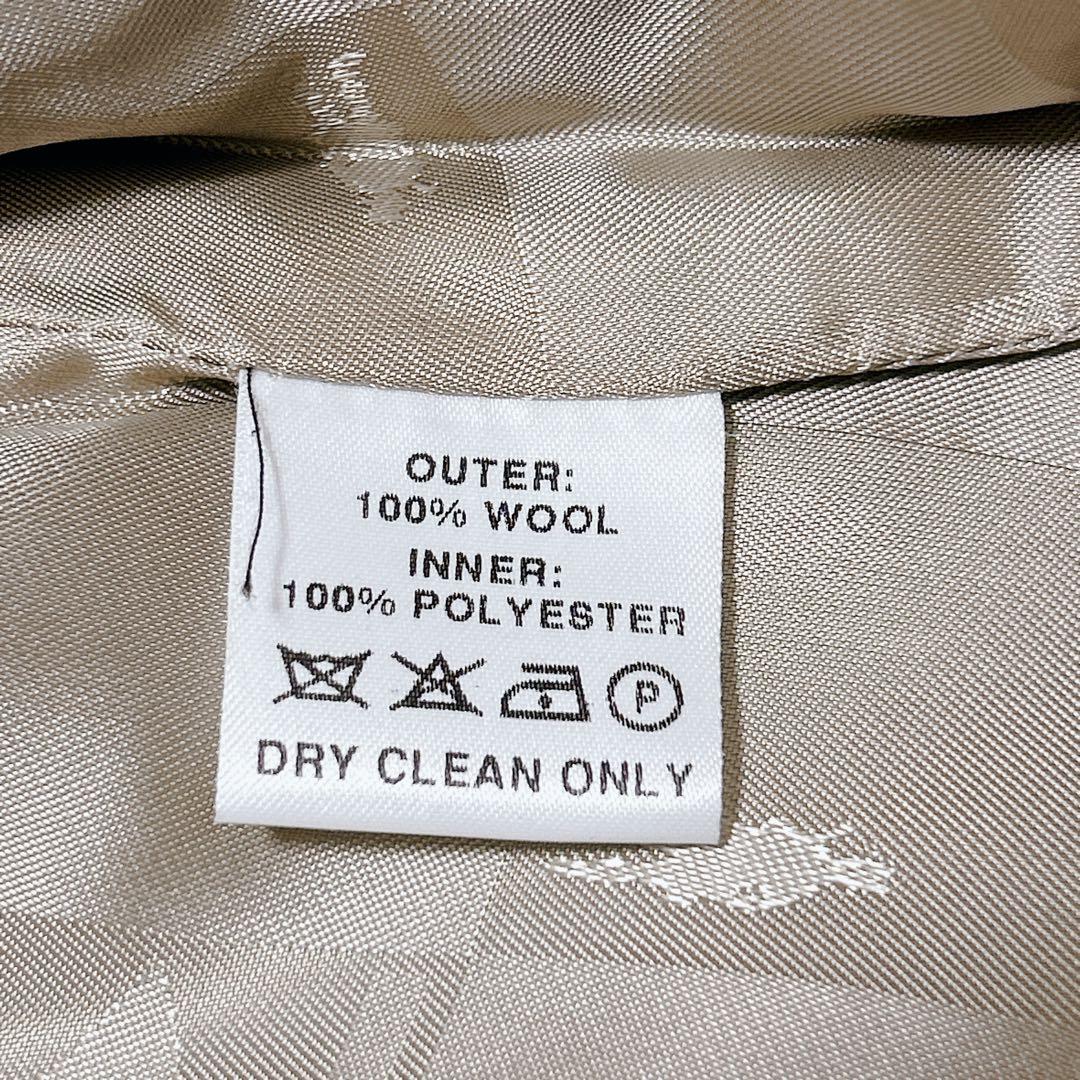 OUTER:
100% WOOL
INNER:
100% POLYESTER
P
DRY CLEAN ONLY